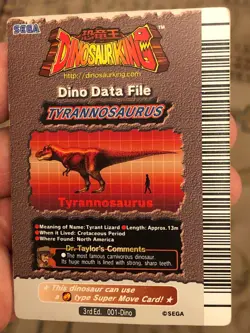 SEGA
恐竜王
DINOSAUR KING
http://dinosaurking.com
Dino Data File
TYRANNOSAURUS
Tyrannosaurus
●Meaning of Name: Tyrant Lizard ●Length: Approx. 13m
●When it Lived: Cretaceous Period
●Where Found: North America
Dr. Taylor's Comments
●The most famous carnivorous dinosaur.
Its huge mouth is lined with strong, sharp teeth.
★ This dinosaur can use
a type Super Move Card! ★
3rd Ed. 001-Dino
©SEGA